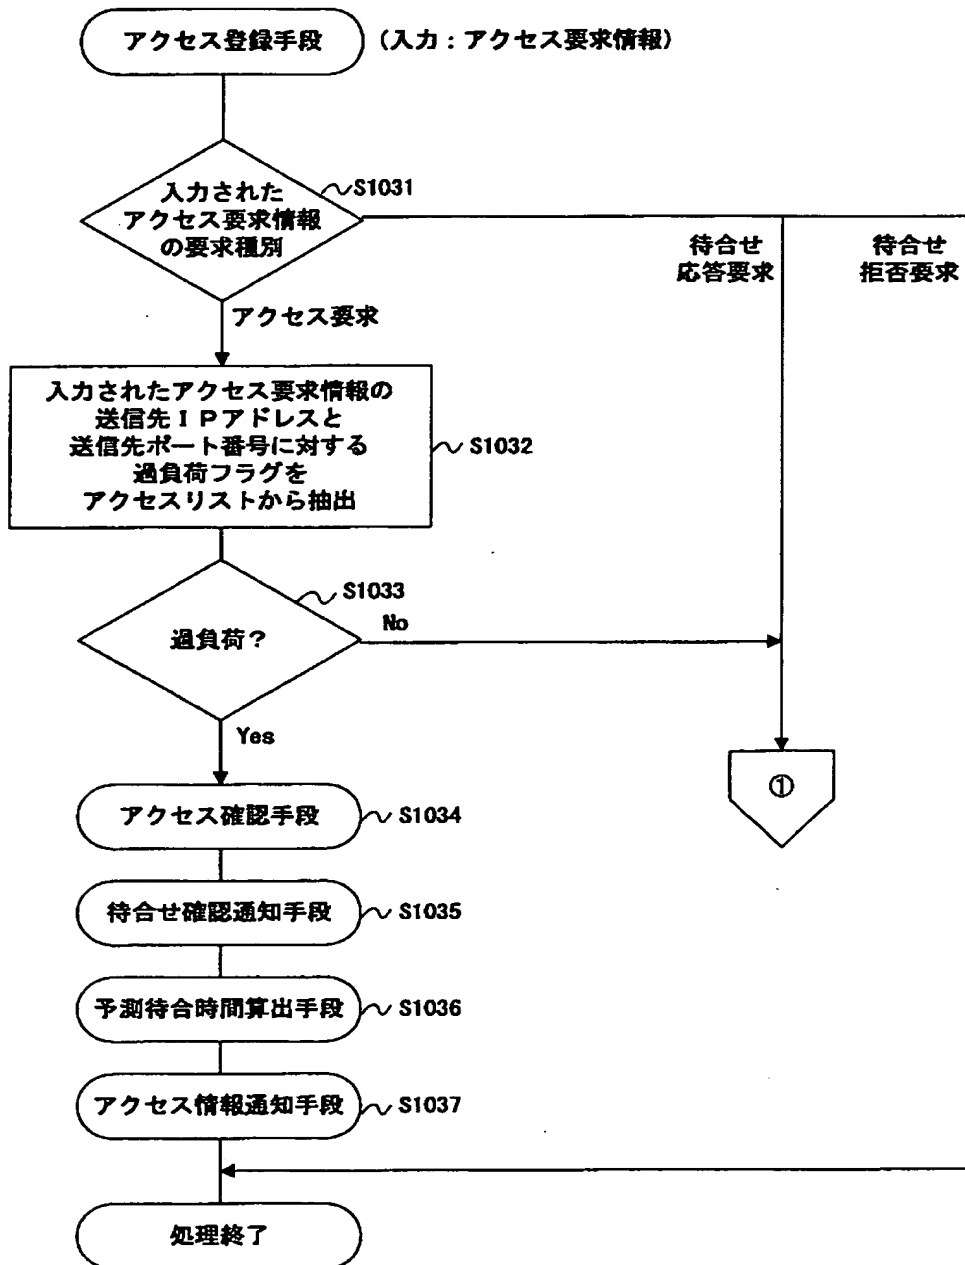 アクセス登録手段
(入力：アクセス要求情報)
入力された
アクセス要求情報
の要求種別
S1031
待合せ
応答要求
待合せ
拒否要求
アクセス要求
入力されたアクセス要求情報の
送信先ＩＰアドレスと
送信先ポート番号に対する
過負荷フラグを
アクセスリストから抽出
S1032
過負荷？
S1033
No
Yes
①
アクセス確認手段
S1034
待合せ確認通知手段
S1035
予測待合時間算出手段
S1036
アクセス情報通知手段
S1037
処理終了